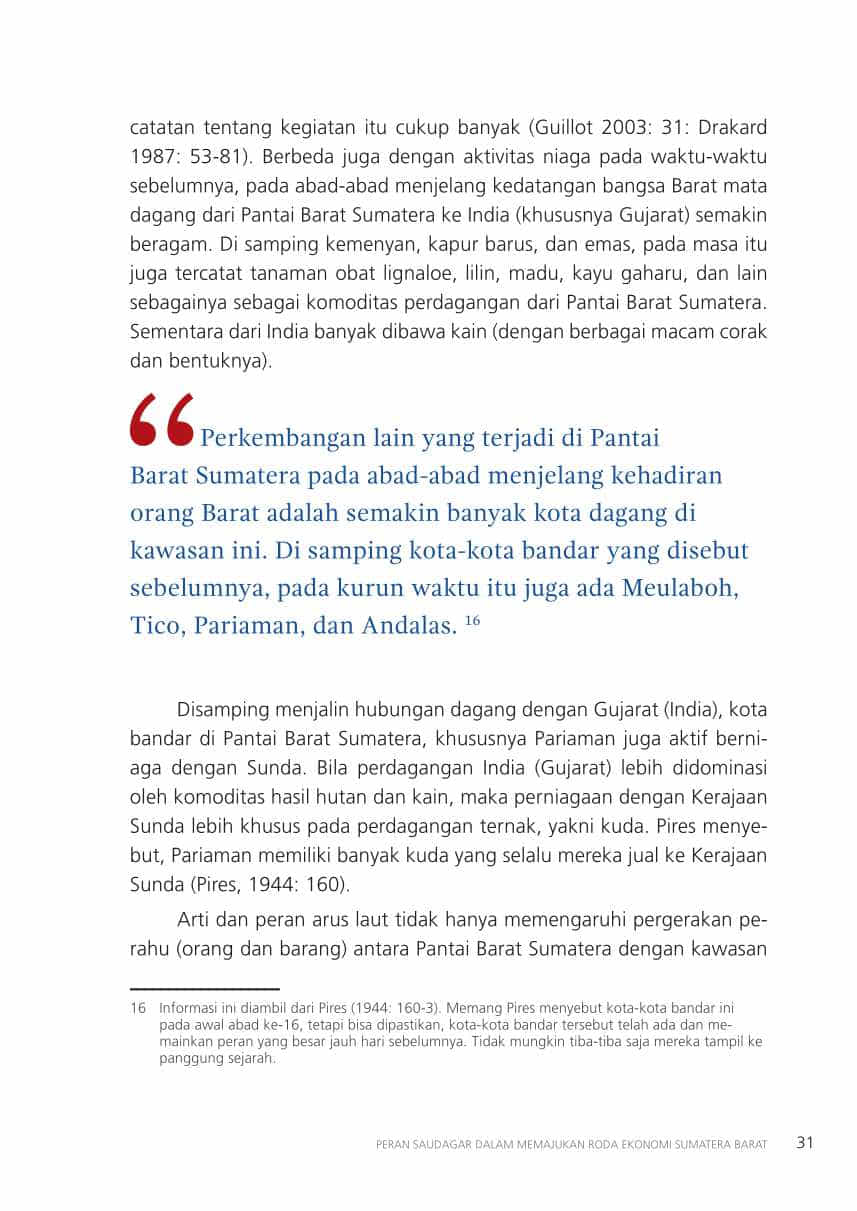 catatan tentang kegiatan itu cukup banyak (Guillot 2003: 31: Drakard
1987: 53-81). Berbeda juga dengan aktivitas niaga pada waktu-waktu
sebelumnya, pada abad-abad menjelang kedatangan bangsa Barat mata
dagang dari Pantai Barat Sumatera ke India (khususnya Gujarat) semakin
beragam. Di samping kemenyan, kapur barus, dan emas, pada masa itu
juga tercatat tanaman obat lignaloe, lilin, madu, kayu gaharu, dan lain
sebagainya sebagai komoditas perdagangan dari Pantai Barat Sumatera.
Sementara dari India banyak dibawa kain (dengan berbagai macam corak
dan bentuknya).
“Perkembangan lain yang terjadi di Pantai
Barat Sumatera pada abad-abad menjelang kehadiran
orang Barat adalah semakin banyak kota dagang di
kawasan ini. Di samping kota-kota bandar yang disebut
sebelumnya, pada kurun waktu itu juga ada Meulaboh,
Tico, Pariaman, dan Andalas. 16
Disamping menjalin hubungan dagang dengan Gujarat (India), kota
bandar di Pantai Barat Sumatera, khususnya Pariaman juga aktif berni-
aga dengan Sunda. Bila perdagangan India (Gujarat) lebih didominasi
oleh komoditas hasil hutan dan kain, maka perniagaan dengan Kerajaan
Sunda lebih khusus pada perdagangan ternak, yakni kuda. Pires menye-
but, Pariaman memiliki banyak kuda yang selalu mereka jual ke Kerajaan
Sunda (Pires, 1944: 160).
Arti dan peran arus laut tidak hanya memengaruhi pergerakan pe-
rahu (orang dan barang) antara Pantai Barat Sumatera dengan kawasan
16 Informasi ini diambil dari Pires (1944: 160-3). Memang Pires menyebut kota-kota bandar ini
pada awal abad ke-16, tetapi bisa dipastikan, kota-kota bandar tersebut telah ada dan me-
mainkan peran yang besar jauh hari sebelumnya. Tidak mungkin tiba-tiba saja mereka tampil ke
panggung sejarah.
PERAN SAUDAGAR DALAM MEMAJUKAN RODA EKONOMI SUMATERA BARAT 31